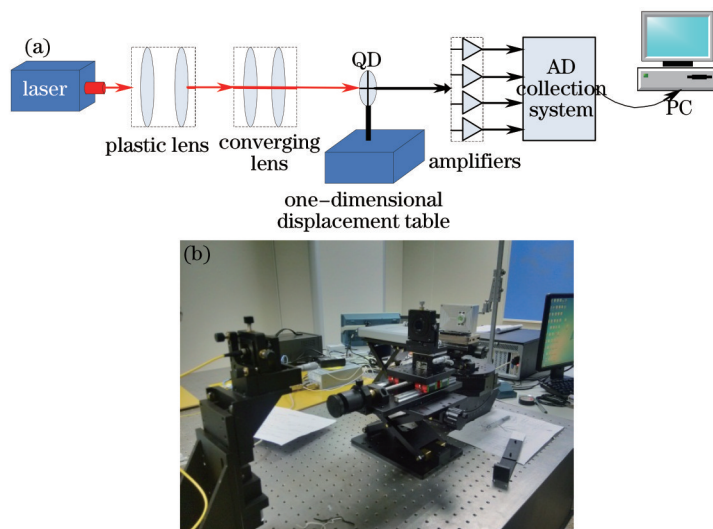 (a)
laser
plastic lens
converging
lens
QD
one-dimensional
displacement table
amplifiers
AD
collection
system
PC
(b)